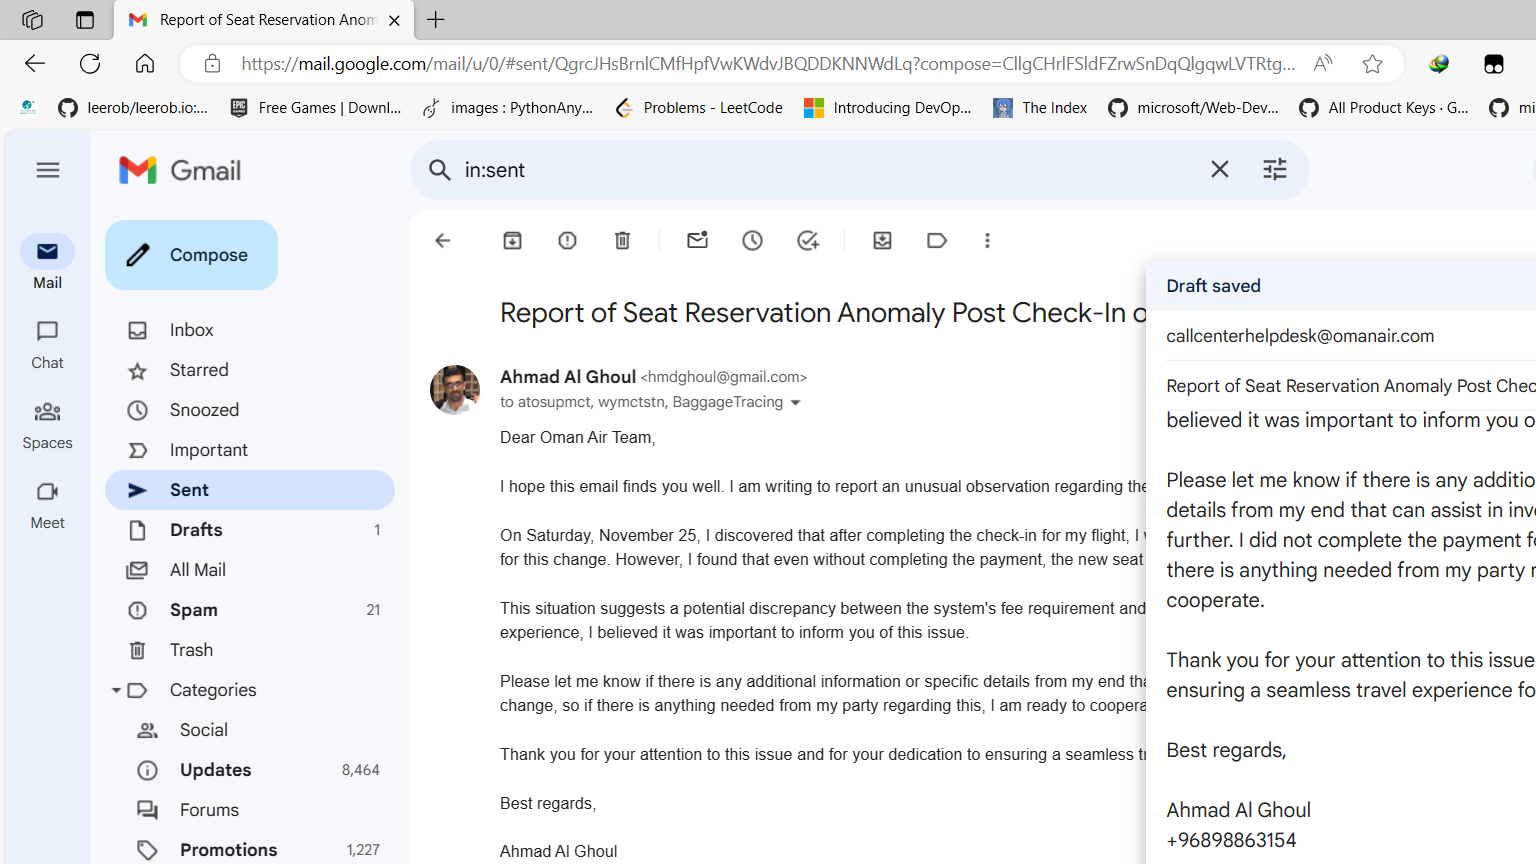 Report of Seat Reservation Anom
https://mail.google.com/mail/u/0/#sent/QgrcJHsBrnlCMfHpfVwKWdvJBQDDKNNWdLq?compose=CllgCHrlFSldFZrwSnDqQlgqwLVTRtg...
leerob/leerob.io:...
EPIC GAMES
Free Games | Downl...
images : PythonAny...
Problems - LeetCode
Introducing DevOp...
The Index
microsoft/Web-Dev...
All Product Keys · G...
mi
Gmail
in:sent
Compose
Mail
Chat
Spaces
Meet
Inbox
Starred
Snoozed
Important
Sent
Drafts 1
All Mail
Spam 21
Trash
Categories
Social
Updates 8,464
Forums
Promotions 1,227
Report of Seat Reservation Anomaly Post Check-In o
Ahmad Al Ghoul <hmdghoul@gmail.com>
to atosupmct, wymctstn, BaggageTracing
Dear Oman Air Team,
I hope this email finds you well. I am writing to report an unusual observation regarding the
On Saturday, November 25, I discovered that after completing the check-in for my flight, I w
for this change. However, I found that even without completing the payment, the new seat
This situation suggests a potential discrepancy between the system's fee requirement and
experience, I believed it was important to inform you of this issue.
Please let me know if there is any additional information or specific details from my end tha
change, so if there is anything needed from my party regarding this, I am ready to coopera
Thank you for your attention to this issue and for your dedication to ensuring a seamless tr
Best regards,
Ahmad Al Ghoul
Draft saved
callcenterhelpdesk@omanair.com
Report of Seat Reservation Anomaly Post Chec
believed it was important to inform you o
Please let me know if there is any additio
details from my end that can assist in inve
further. I did not complete the payment fo
there is anything needed from my party r
cooperate.
Thank you for your attention to this issue
ensuring a seamless travel experience fo
Best regards,
Ahmad Al Ghoul
+96898863154